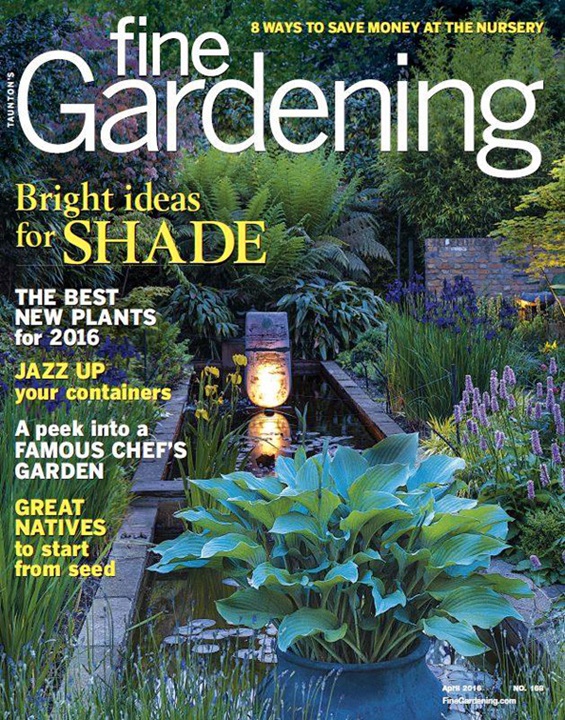 8 WAYS TO SAVE MONEY AT THE NURSERY
TAUNTON'S
fine
Gardening
Bright ideas
for SHADE
THE BEST
NEW PLANTS
for 2016
JAZZ UP
your containers
A peek into a
FAMOUS CHEF'S
GARDEN
GREAT
NATIVES
to start
from seed
April 2016
NO. 168
FineGardening.com